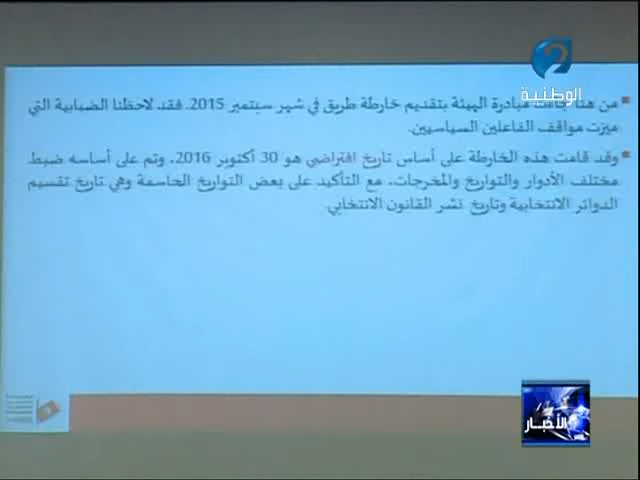 2
الوطنية
من هنا كانت مبادرة الهيئة بتقديم خارطة طريق في شهر سبتمبر 2015. فقد لاحظنا الضبابية التي
ميزت مواقف الفاعلين السياسيين.
وقد قامت هذه الخارطة على أساس تاريخ افتراضي هو 30 أكتوبر 2016، وتم على أساسه ضبط
مختلف الأدوار والتواريخ والمخرجات، مع التأكيد على بعض التواريخ الحاسمة وهي تاريخ تقسيم
الدوائر الانتخابية وتاريخ نشر القانون الانتخابي.
الأخبار